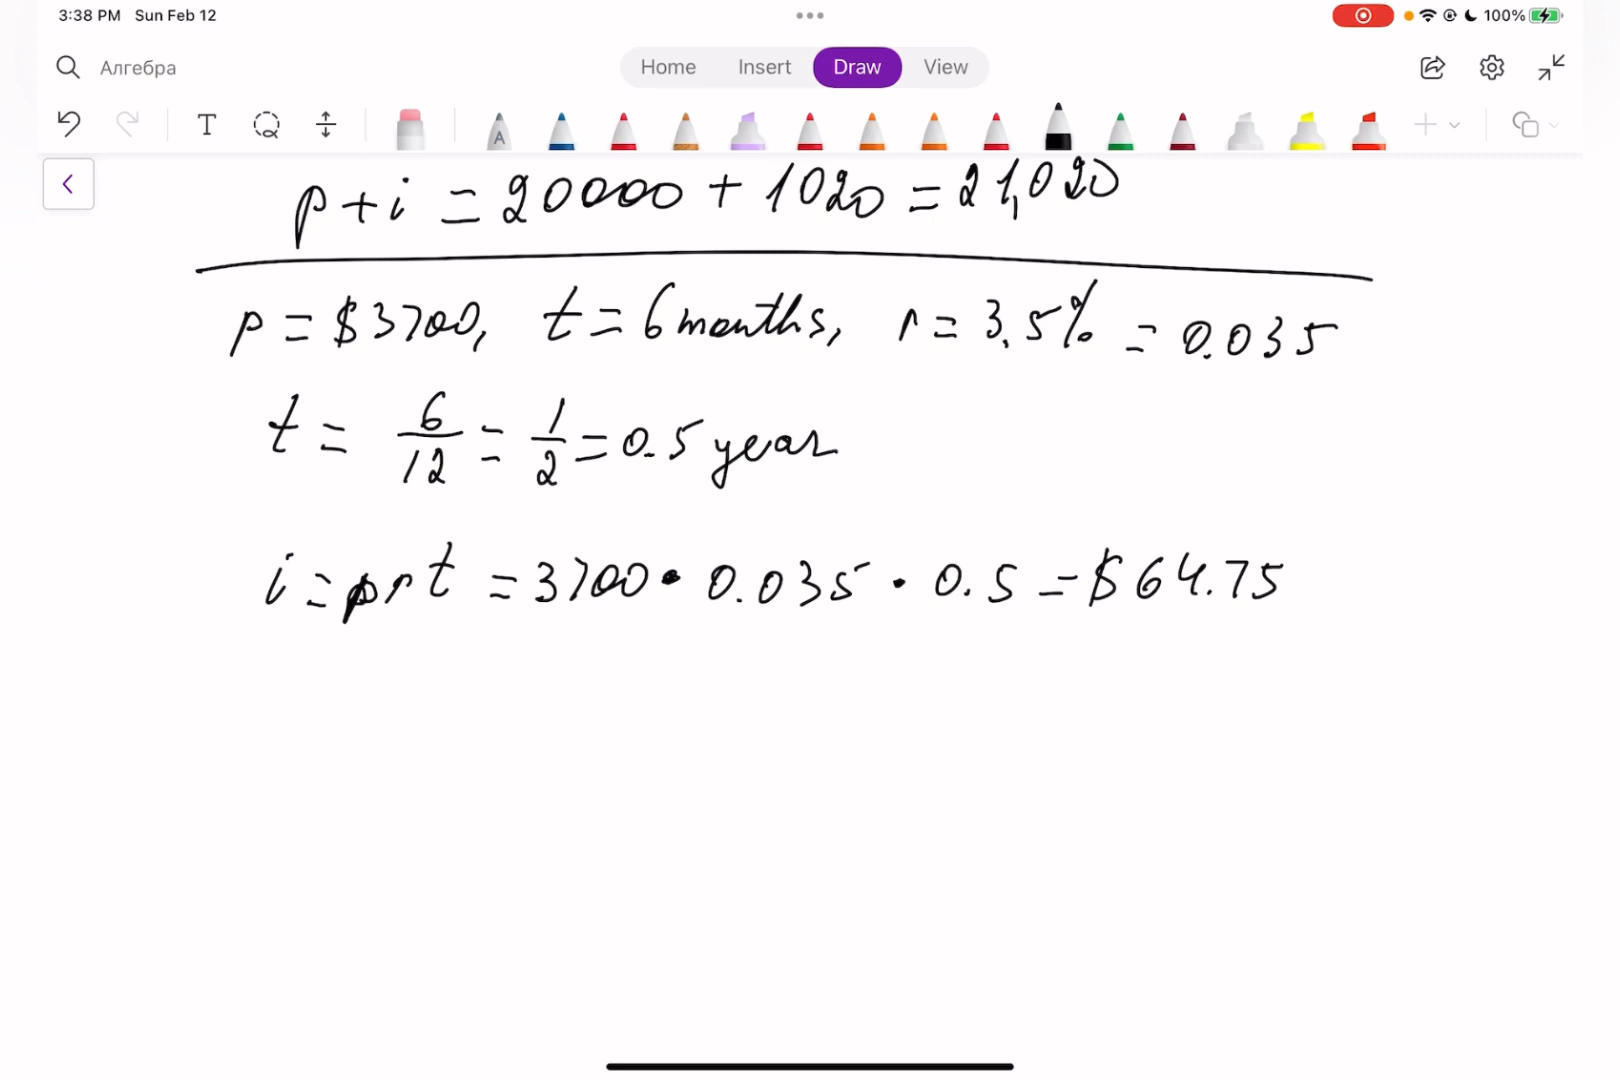 3:38 PM Sun Feb 12 100%
Алгебра Home Insert Draw View
T A
p + i = 20000 + 1020 = 21,020
p = $3700, t = 6 months, r = 3.5% = 0.035
t = 6/12 = 1/2 = 0.5 year
i = prt = 3700 • 0.035 • 0.5 = $64.75